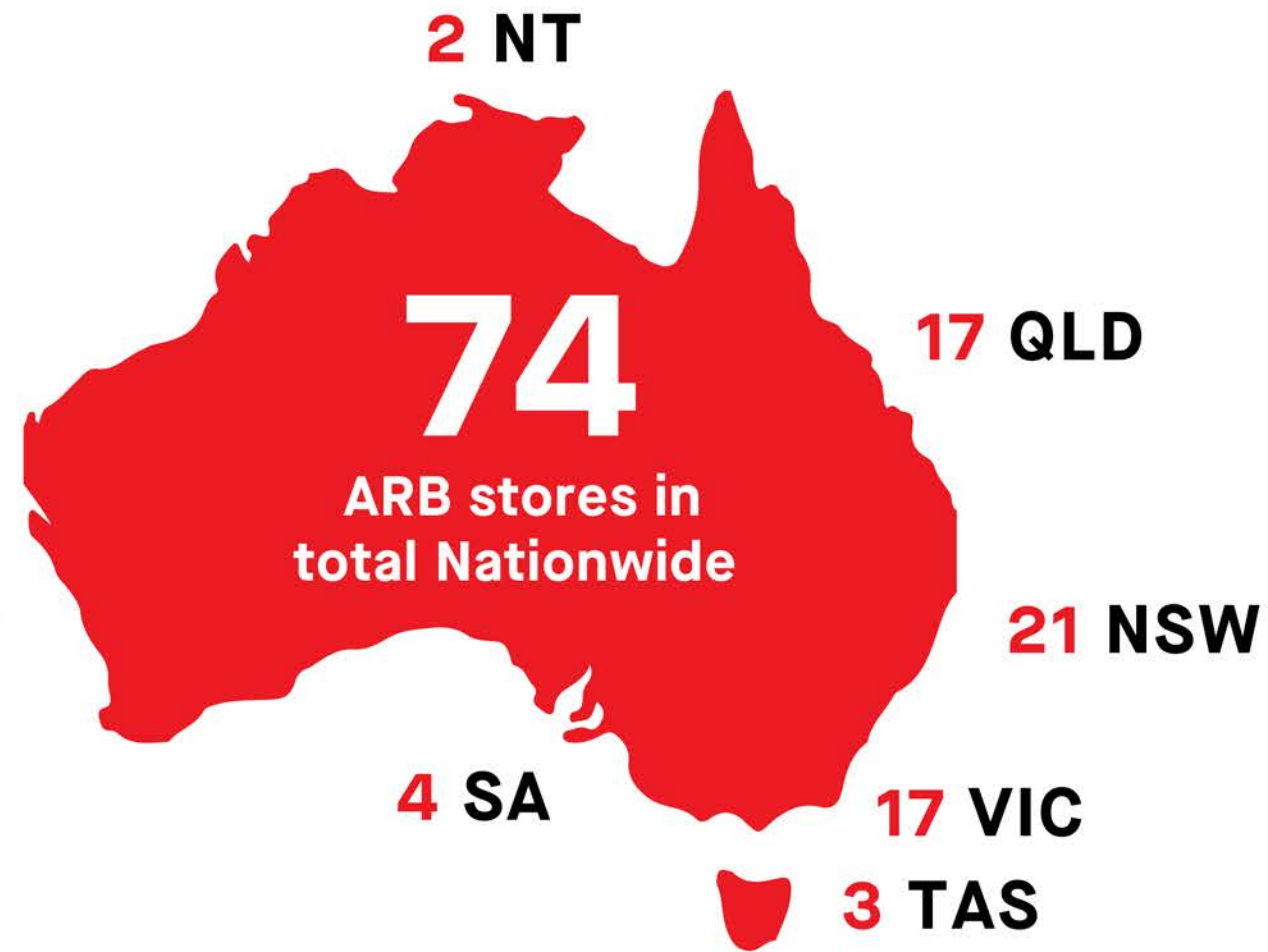 2 NT
74
ARB stores in
total Nationwide
17 QLD
21 NSW
4 SA
17 VIC
3 TAS